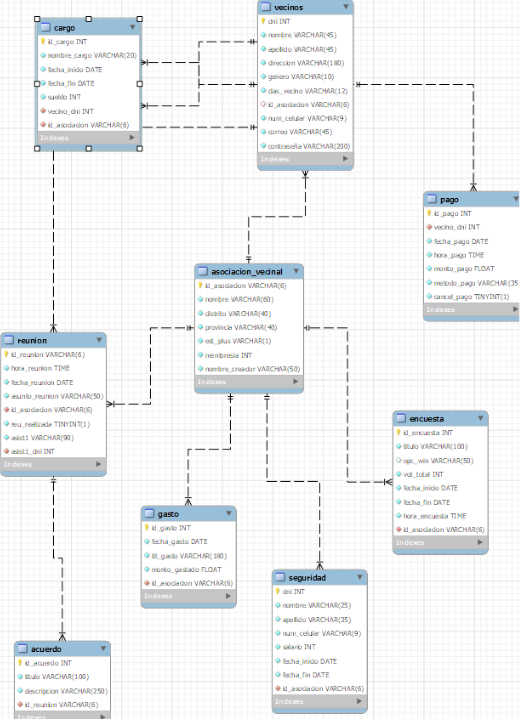 cargo
id_cargo INT
nombre_cargo VARCHAR(20)
fecha_inicio DATE
fecha_fin DATE
sueldo INT
vecino_dni INT
id_asociacion VARCHAR(6)
Indexes
vecinos
dni INT
nombre VARCHAR(45)
apellido VARCHAR(45)
direccion VARCHAR(180)
genero VARCHAR(10)
clas_vecino VARCHAR(12)
id_asociacion VARCHAR(6)
num_celular VARCHAR(9)
correo VARCHAR(45)
contraseña VARCHAR(200)
Indexes
pago
id_pago INT
vecino_dni INT
fecha_pago DATE
hora_pago TIME
monto_pago FLOAT
metodo_pago VARCHAR(35
cancel_pago TINYINT(1)
Indexes
asociacion_vecinal
id_asociacion VARCHAR(6)
nombre VARCHAR(60)
distrito VARCHAR(40)
provincia VARCHAR(40)
est_plus VARCHAR(1)
membresia INT
nombre_creador VARCHAR(50)
Indexes
reunion
id_reunion VARCHAR(6)
hora_reunion TIME
fecha_reunion DATE
asunto_reunion VARCHAR(50)
id_asociacion VARCHAR(6)
reu_realizada TINYINT(1)
asist1 VARCHAR(90)
asist1_dni INT
Indexes
encuesta
id_encuesta INT
titulo VARCHAR(100)
opc_win VARCHAR(50)
vot_total INT
fecha_inicio DATE
fecha_fin DATE
hora_encuesta TIME
id_asociacion VARCHAR(6)
Indexes
gasto
id_gasto INT
fecha_gasto DATE
tit_gasto VARCHAR(180)
monto_gastado FLOAT
id_asociacion VARCHAR(6)
Indexes
seguridad
dni INT
nombre VARCHAR(25)
apellido VARCHAR(35)
num_celular VARCHAR(9)
salario INT
fecha_inicio DATE
fecha_fin DATE
id_asociacion VARCHAR(6)
Indexes
acuerdo
id_acuerdo INT
titulo VARCHAR(100)
descripcion VARCHAR(250)
id_reunion VARCHAR(6)
Indexes